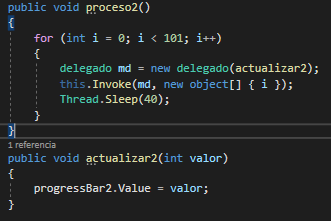 public void proceso2()
{
for (int i = 0; i < 101; i++)
{
delegado md = new delegado(actualizar2);
this.Invoke(md, new object[] { i });
Thread.Sleep(40);
}
}
1 referencia
public void actualizar2(int valor)
{
progressBar2.Value = valor;
}